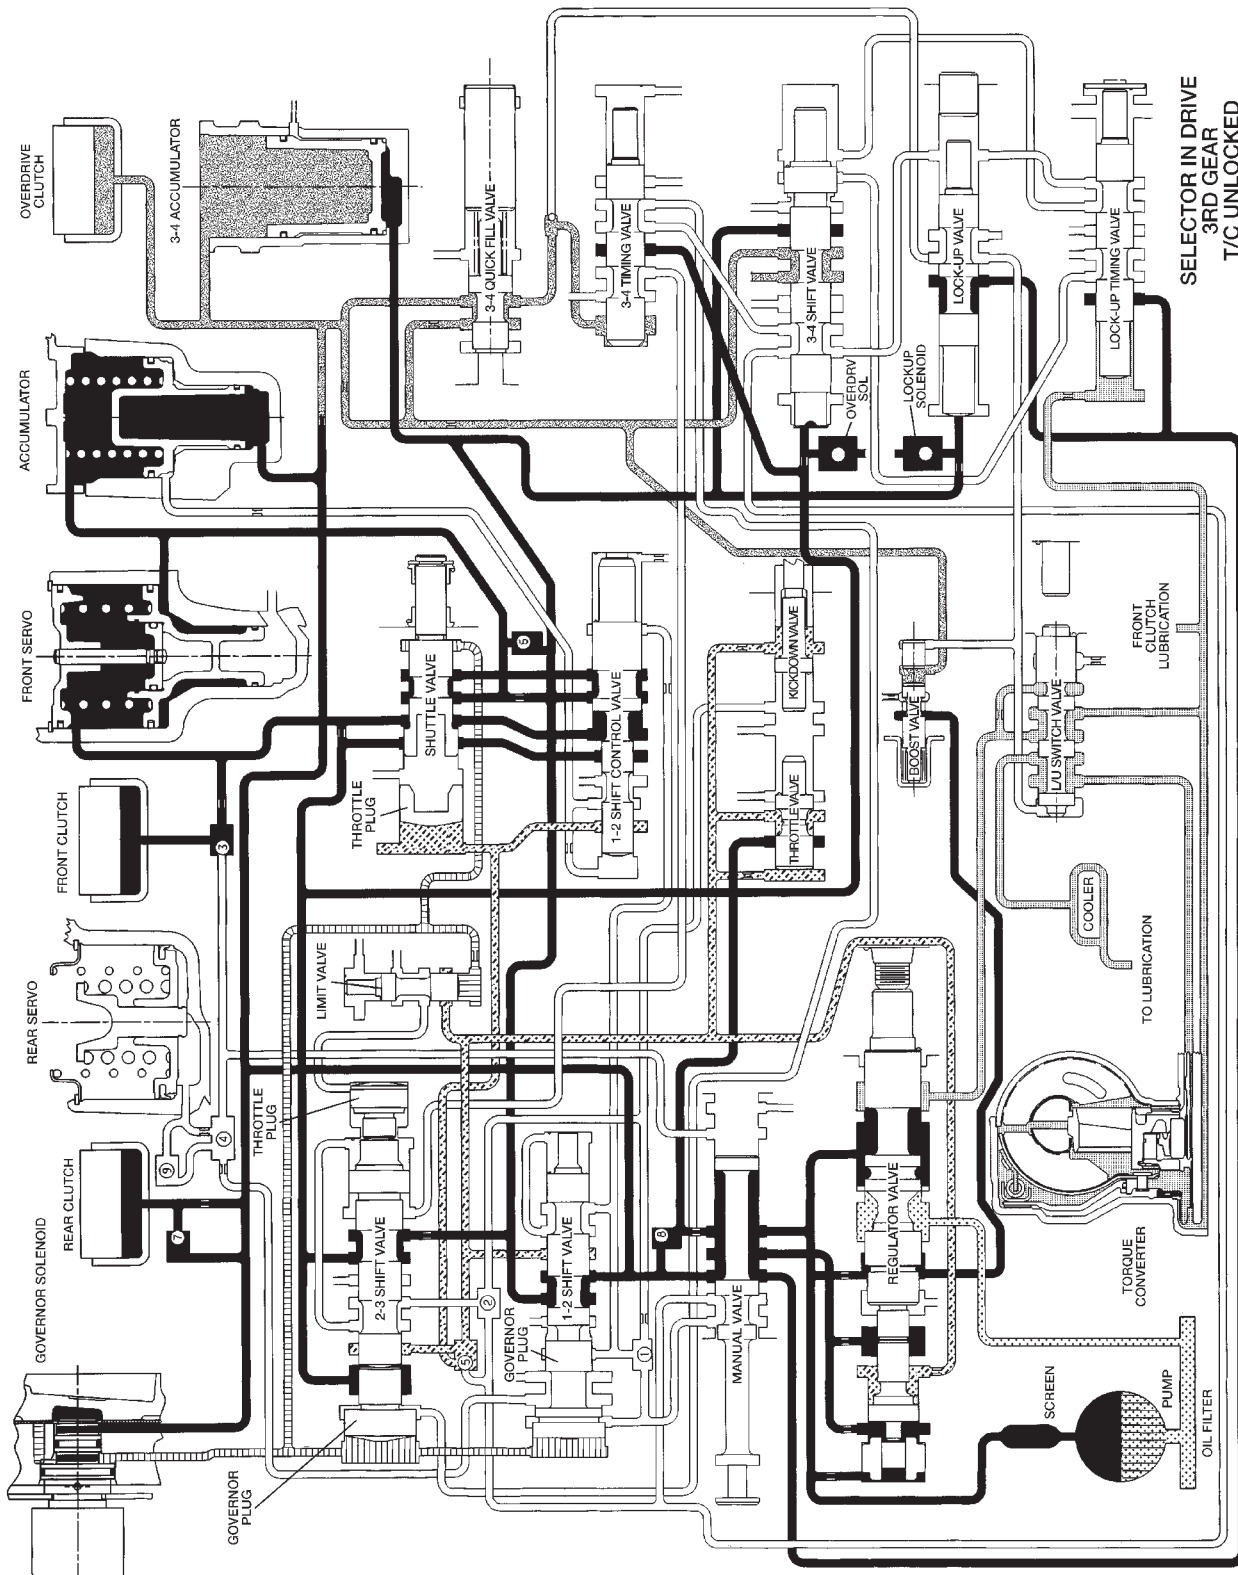 OVERDRIVE
CLUTCH
3-4 ACCUMULATOR
ACCUMULATOR
FRONT SERVO
FRONT CLUTCH
REAR SERVO
REAR CLUTCH
GOVERNOR SOLENOID
3-4 QUICK FILL VALVE
3-4 TIMING VALVE
3-4 SHIFT VALVE
LOCK-UP VALVE
LOCK-UP TIMING VALVE
OVERDRV
SOL
LOCKUP
SOLENOID
SELECTOR IN DRIVE
3RD GEAR
T/C UNLOCKED
SHUTTLE VALVE
THROTTLE
PLUG
1-2 SHIFT CONTROL VALVE
KICKDOWN VALVE
THROTTLE VALVE
BOOST VALVE
L/U SWITCH VALVE
FRONT
CLUTCH
LUBRICATION
COOLER
TO LUBRICATION
LIMIT VALVE
THROTTLE
PLUG
2-3 SHIFT VALVE
GOVERNOR
PLUG
1-2 SHIFT VALVE
GOVERNOR
PLUG
MANUAL VALVE
REGULATOR VALVE
TORQUE
CONVERTER
SCREEN
PUMP
OIL FILTER
1
2
3
4
5
6
7
8
9